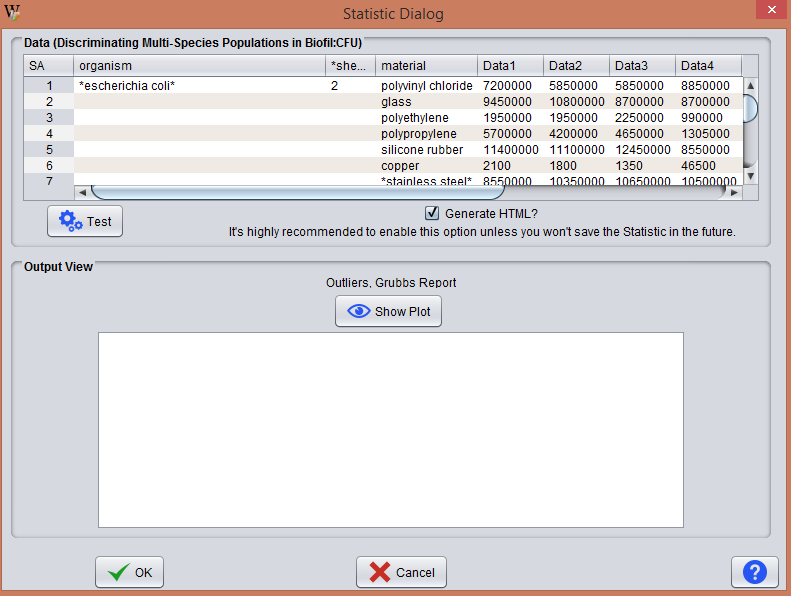 Statistic Dialog
Data (Discriminating Multi-Species Populations in Biofil:CFU)
SA organism *she... material Data1 Data2 Data3 Data4
1 *escherichia coli* 2 polyvinyl chloride 7200000 5850000 5850000 8850000
2 glass 9450000 10800000 8700000 8700000
3 polyethylene 1950000 1950000 2250000 990000
4 polypropylene 5700000 4200000 4650000 1305000
5 silicone rubber 11400000 11100000 12450000 8550000
6 copper 2100 1800 1350 46500
7 *stainless steel* 8550000 10350000 10650000 10500000
Test
Generate HTML?
It's highly recommended to enable this option unless you won't save the Statistic in the future.
Output View
Outliers, Grubbs Report
Show Plot
OK Cancel ?